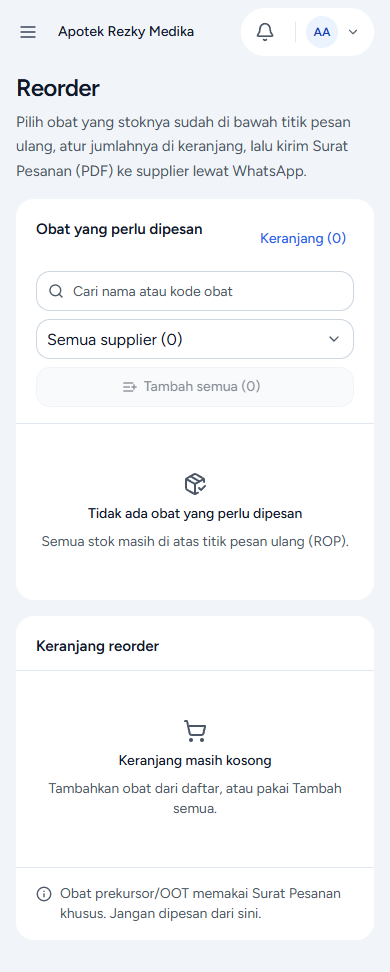 Apotek Rezky Medika
AA
Reorder
Pilih obat yang stoknya sudah di bawah titik pesan
ulang, atur jumlahnya di keranjang, lalu kirim Surat
Pesanan (PDF) ke supplier lewat WhatsApp.
Obat yang perlu dipesan
Keranjang (0)
Cari nama atau kode obat
Semua supplier (0)
Tambah semua (0)
Tidak ada obat yang perlu dipesan
Semua stok masih di atas titik pesan ulang (ROP).
Keranjang reorder
Keranjang masih kosong
Tambahkan obat dari daftar, atau pakai Tambah
semua.
Obat prekursor/OOT memakai Surat Pesanan
khusus. Jangan dipesan dari sini.